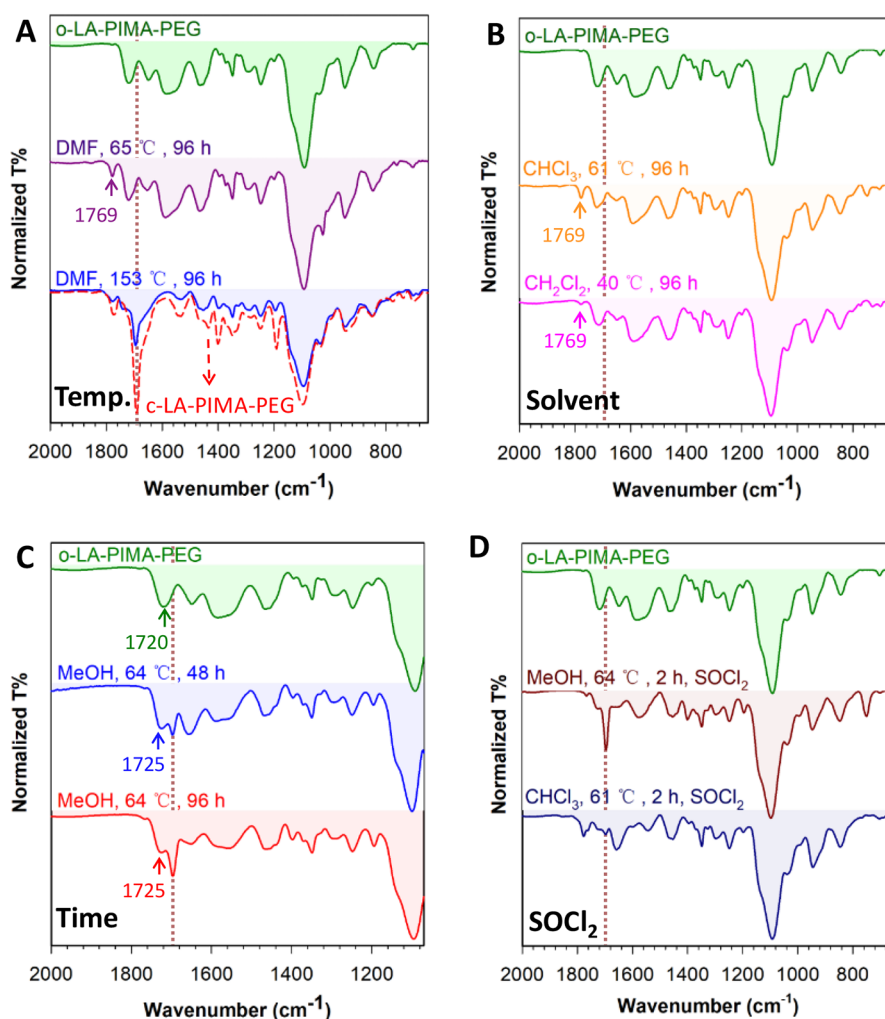 A
o-LA-PIMA-PEG
DMF, 65 ℃, 96 h
1769
DMF, 153 ℃, 96 h
c-LA-PIMA-PEG
Temp.
Normalized T%
2000 1800 1600 1400 1200 1000 800
Wavenumber (cm-1)
B
o-LA-PIMA-PEG
CHCl3, 61 ℃, 96 h
1769
CH2Cl2, 40 ℃, 96 h
1769
Solvent
Normalized T%
2000 1800 1600 1400 1200 1000 800
Wavenumber (cm-1)
C
o-LA-PIMA-PEG
1720
MeOH, 64 ℃, 48 h
1725
MeOH, 64 ℃, 96 h
1725
Time
Normalized T%
2000 1800 1600 1400 1200
Wavenumber (cm-1)
D
o-LA-PIMA-PEG
MeOH, 64 ℃, 2 h, SOCl2
CHCl3, 61 ℃, 2 h, SOCl2
SOCl2
Normalized T%
2000 1800 1600 1400 1200 1000 800
Wavenumber (cm-1)